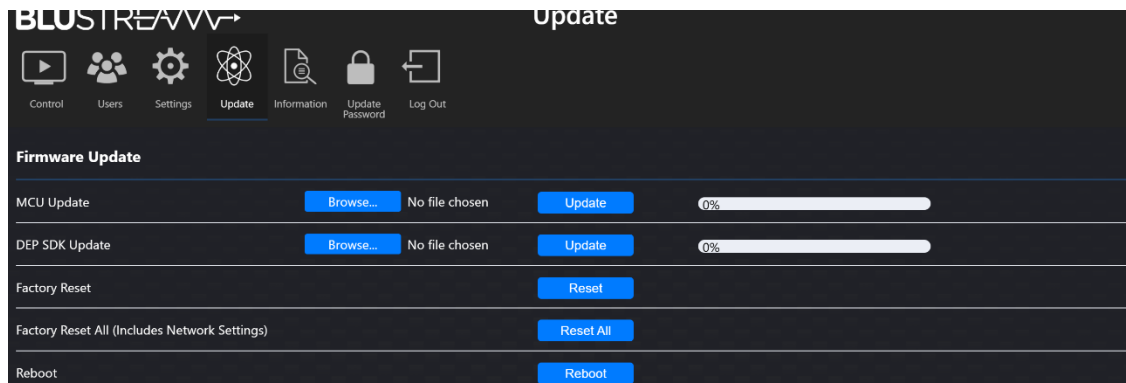 BLUSTREAM
Update
Control Users Settings Update Information Update Password Log Out
Firmware Update
MCU Update Browse... No file chosen Update 0%
DEP SDK Update Browse... No file chosen Update 0%
Factory Reset Reset
Factory Reset All (Includes Network Settings) Reset All
Reboot Reboot